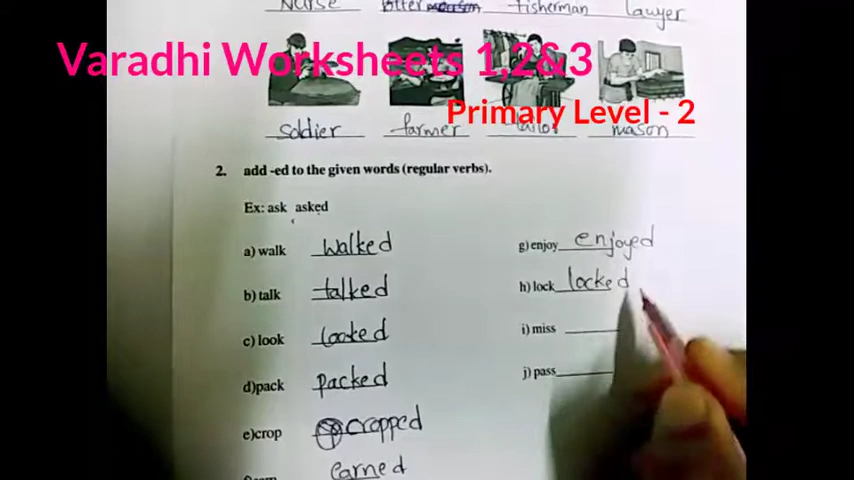 Nurse fisherman lawyer
Varadhi Worksheets 1,2&3
Primary Level - 2
soldier farmer tailor mason
2. add -ed to the given words (regular verbs).
Ex: ask asked
a) walk walked
b) talk talked
c) look looked
d)pack packed
e)crop cropped
earned
g) enjoy enjoyed
h) lock locked
i) miss
j) pass